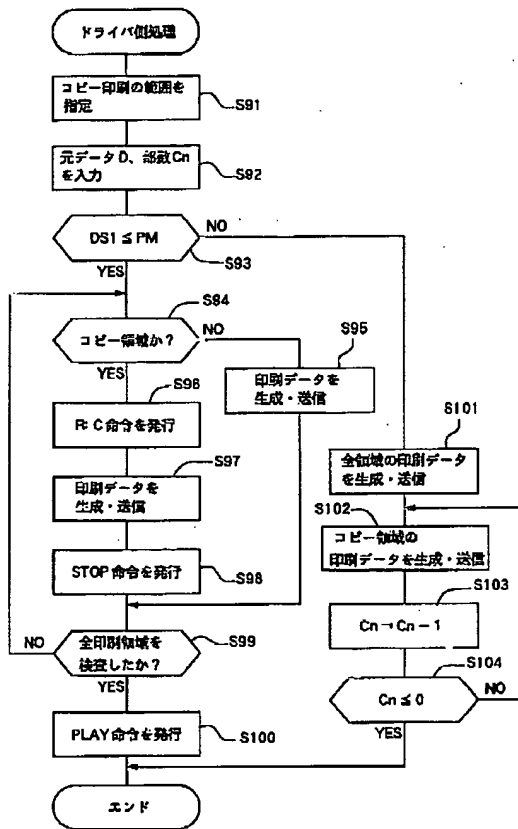 ドライバ側処理
コピー印刷の範囲を
指定
S91
元データD、部数Cn
を入力
S92
DS1≦PM
NO
S93
YES
S94
コピー領域か？
NO
S95
YES
印刷データを
生成・送信
S96
REC命令を発行
S97
印刷データを
生成・送信
STOP命令を発行
S98
NO
全印刷領域を
検査したか？
S99
YES
PLAY命令を発行
S100
エンド
S101
全領域の印刷データ
を生成・送信
S102
コピー領域の
印刷データを生成・送信
S103
Cn→Cn－1
S104
Cn≦0
NO
YES